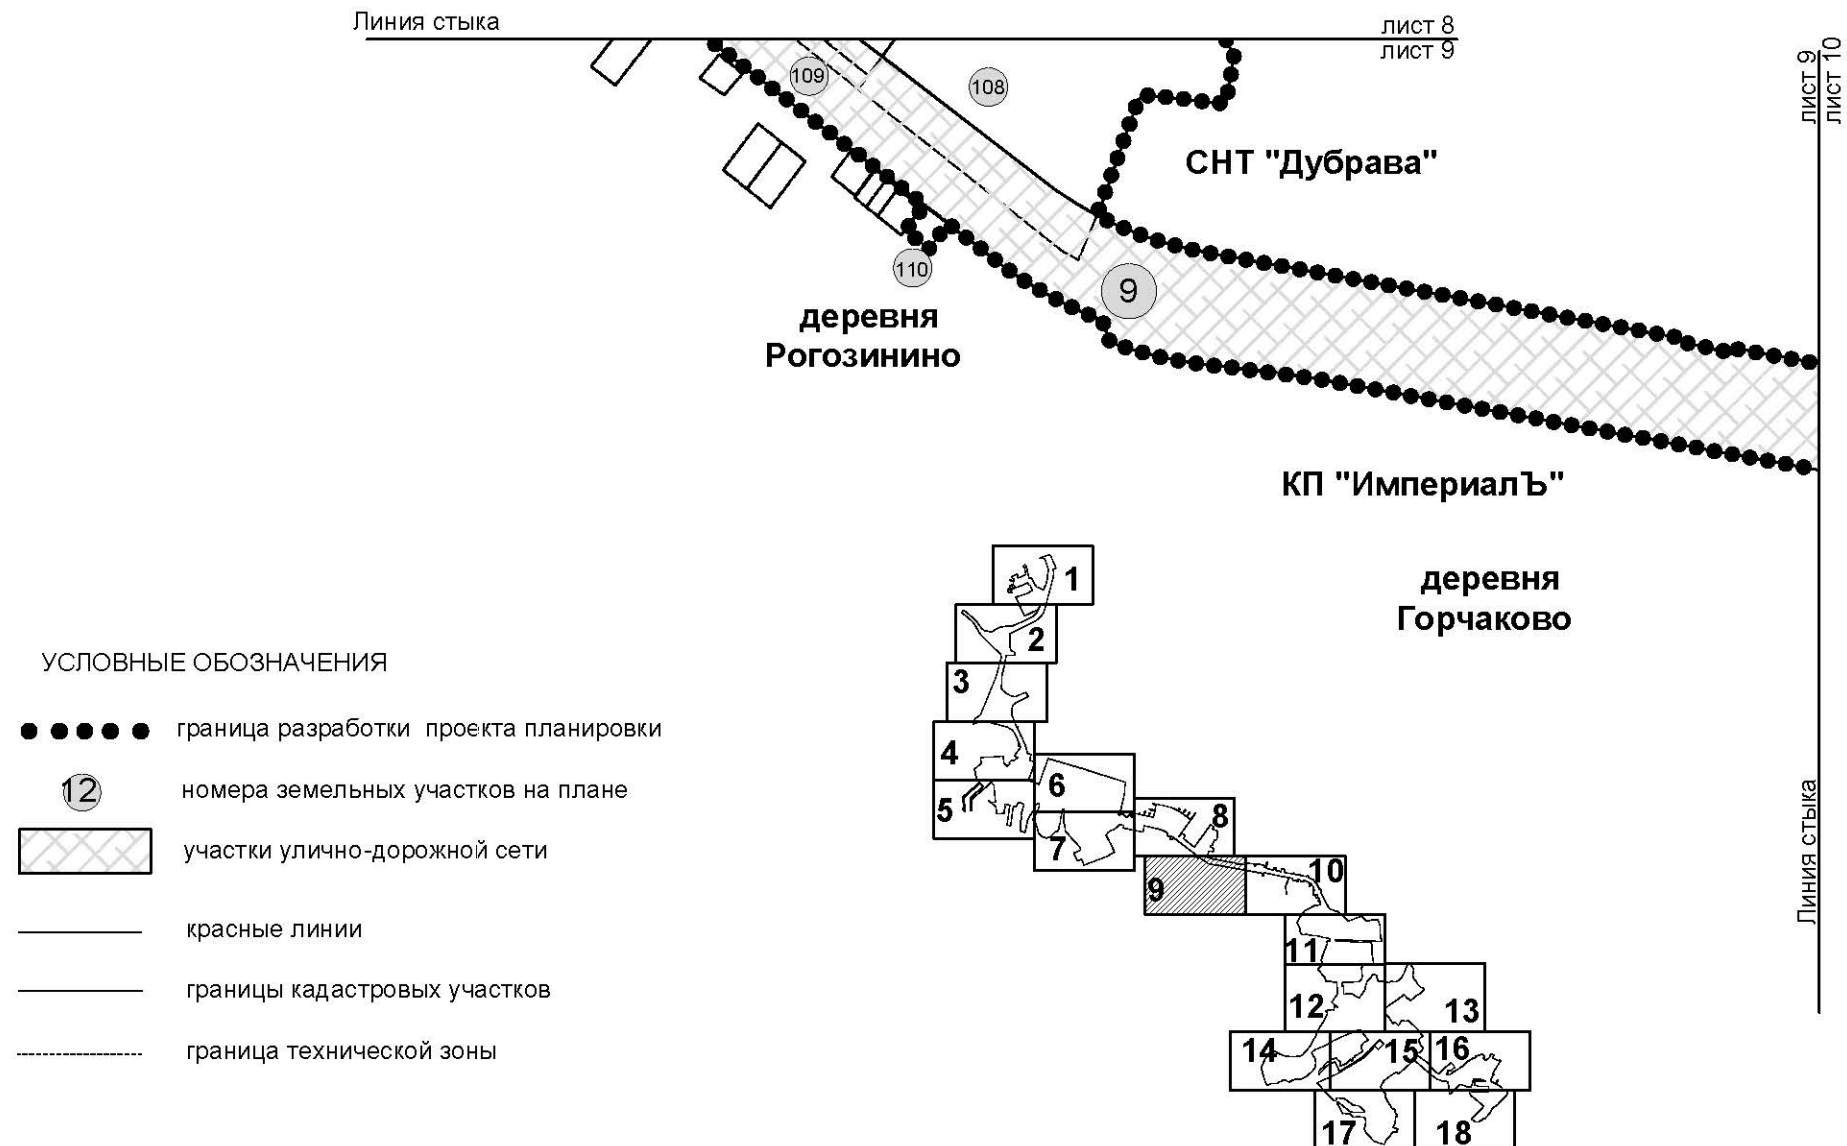 Линия стыка
лист 8
лист 9
лист 9
лист 10
109
108
СНТ "Дубрава"
110
9
деревня
Рогозинино
КП "ИмпериалЪ"
деревня
Горчаково
Линия стыка
УСЛОВНЫЕ ОБОЗНАЧЕНИЯ
граница разработки проекта планировки
12
номера земельных участков на плане
участки улично-дорожной сети
красные линии
границы кадастровых участков
граница технической зоны
1
2
3
4
5
6
7
8
9
10
11
12
13
14
15
16
17
18